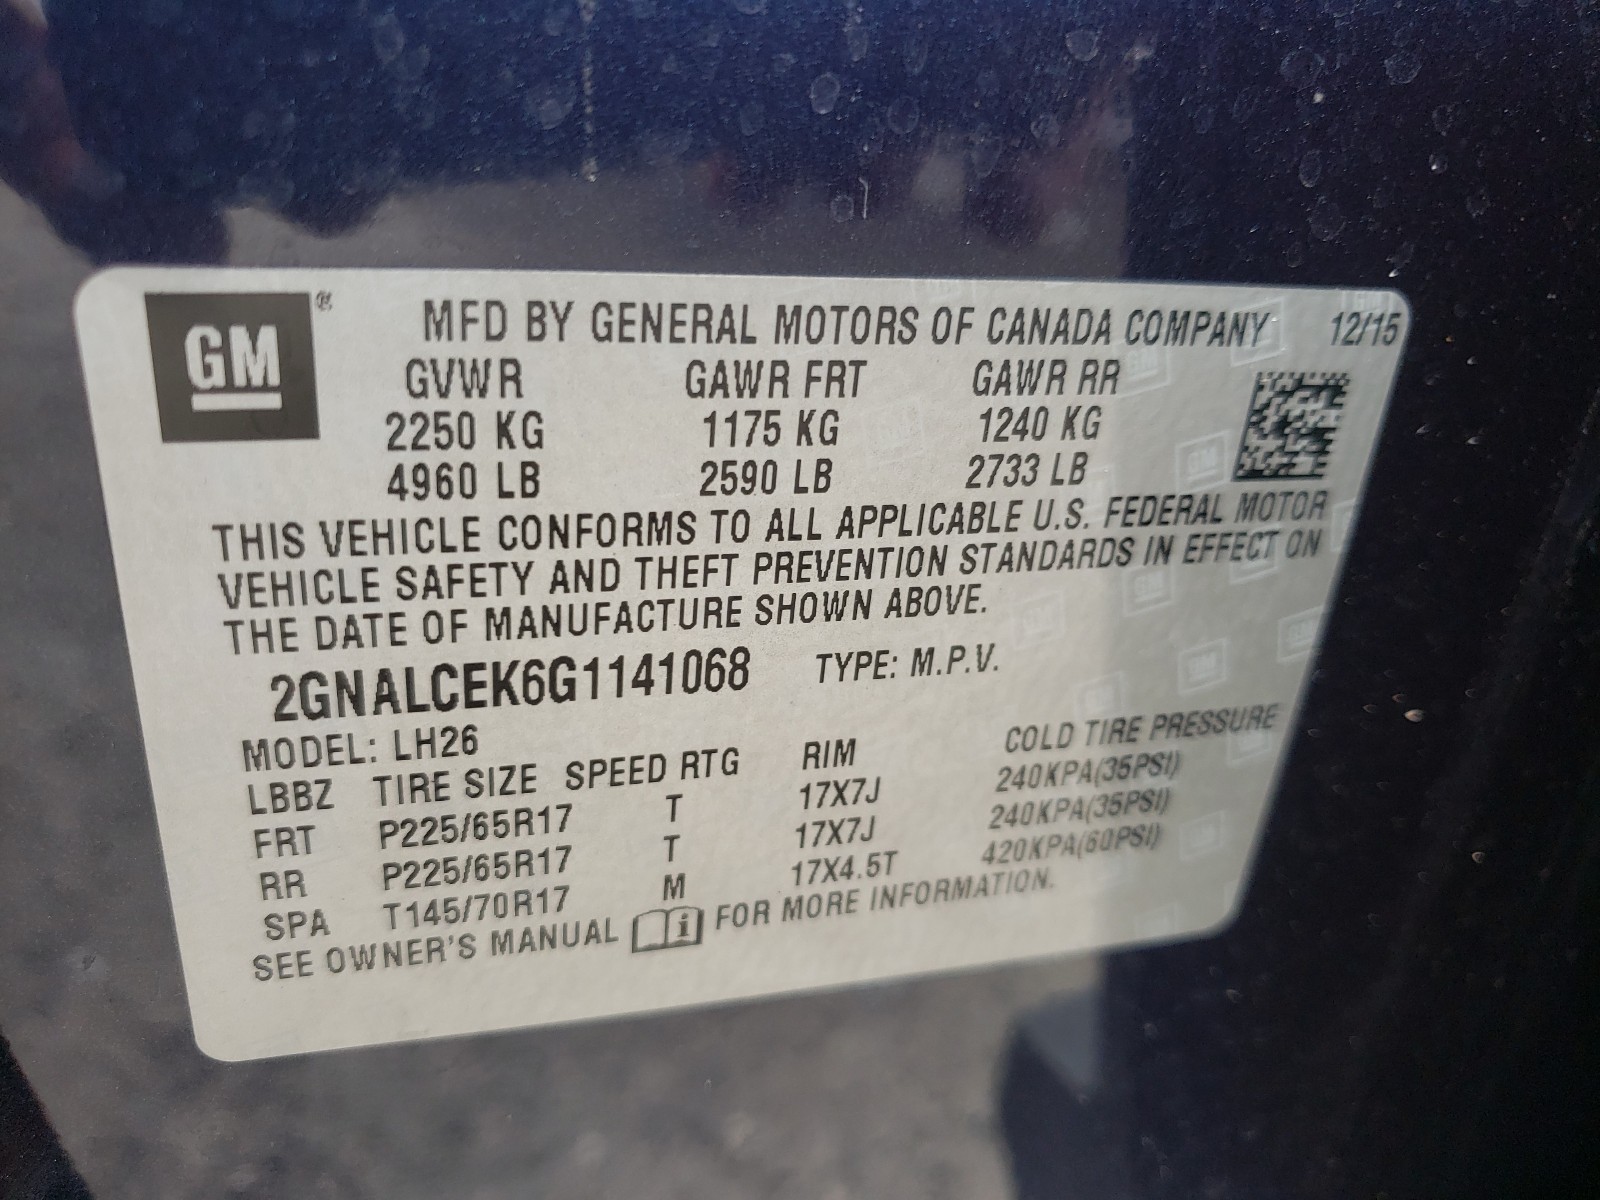 GM ® MFD BY GENERAL MOTORS OF CANADA COMPANY 12/15
GVWR GAWR FRT GAWR RR
2250 KG 1175 KG 1240 KG
4960 LB 2590 LB 2733 LB
THIS VEHICLE CONFORMS TO ALL APPLICABLE U.S. FEDERAL MOTOR
VEHICLE SAFETY AND THEFT PREVENTION STANDARDS IN EFFECT ON
THE DATE OF MANUFACTURE SHOWN ABOVE.
2GNALCEK6G1141068 TYPE: M.P.V.
MODEL: LH26
LBBZ TIRE SIZE SPEED RTG RIM COLD TIRE PRESSURE
FRT P225/65R17 T 17X7J 240KPA(35PSI)
RR P225/65R17 T 17X7J 240KPA(35PSI)
SPA T145/70R17 M 17X4.5T 420KPA(60PSI)
SEE OWNER'S MANUAL i FOR MORE INFORMATION.